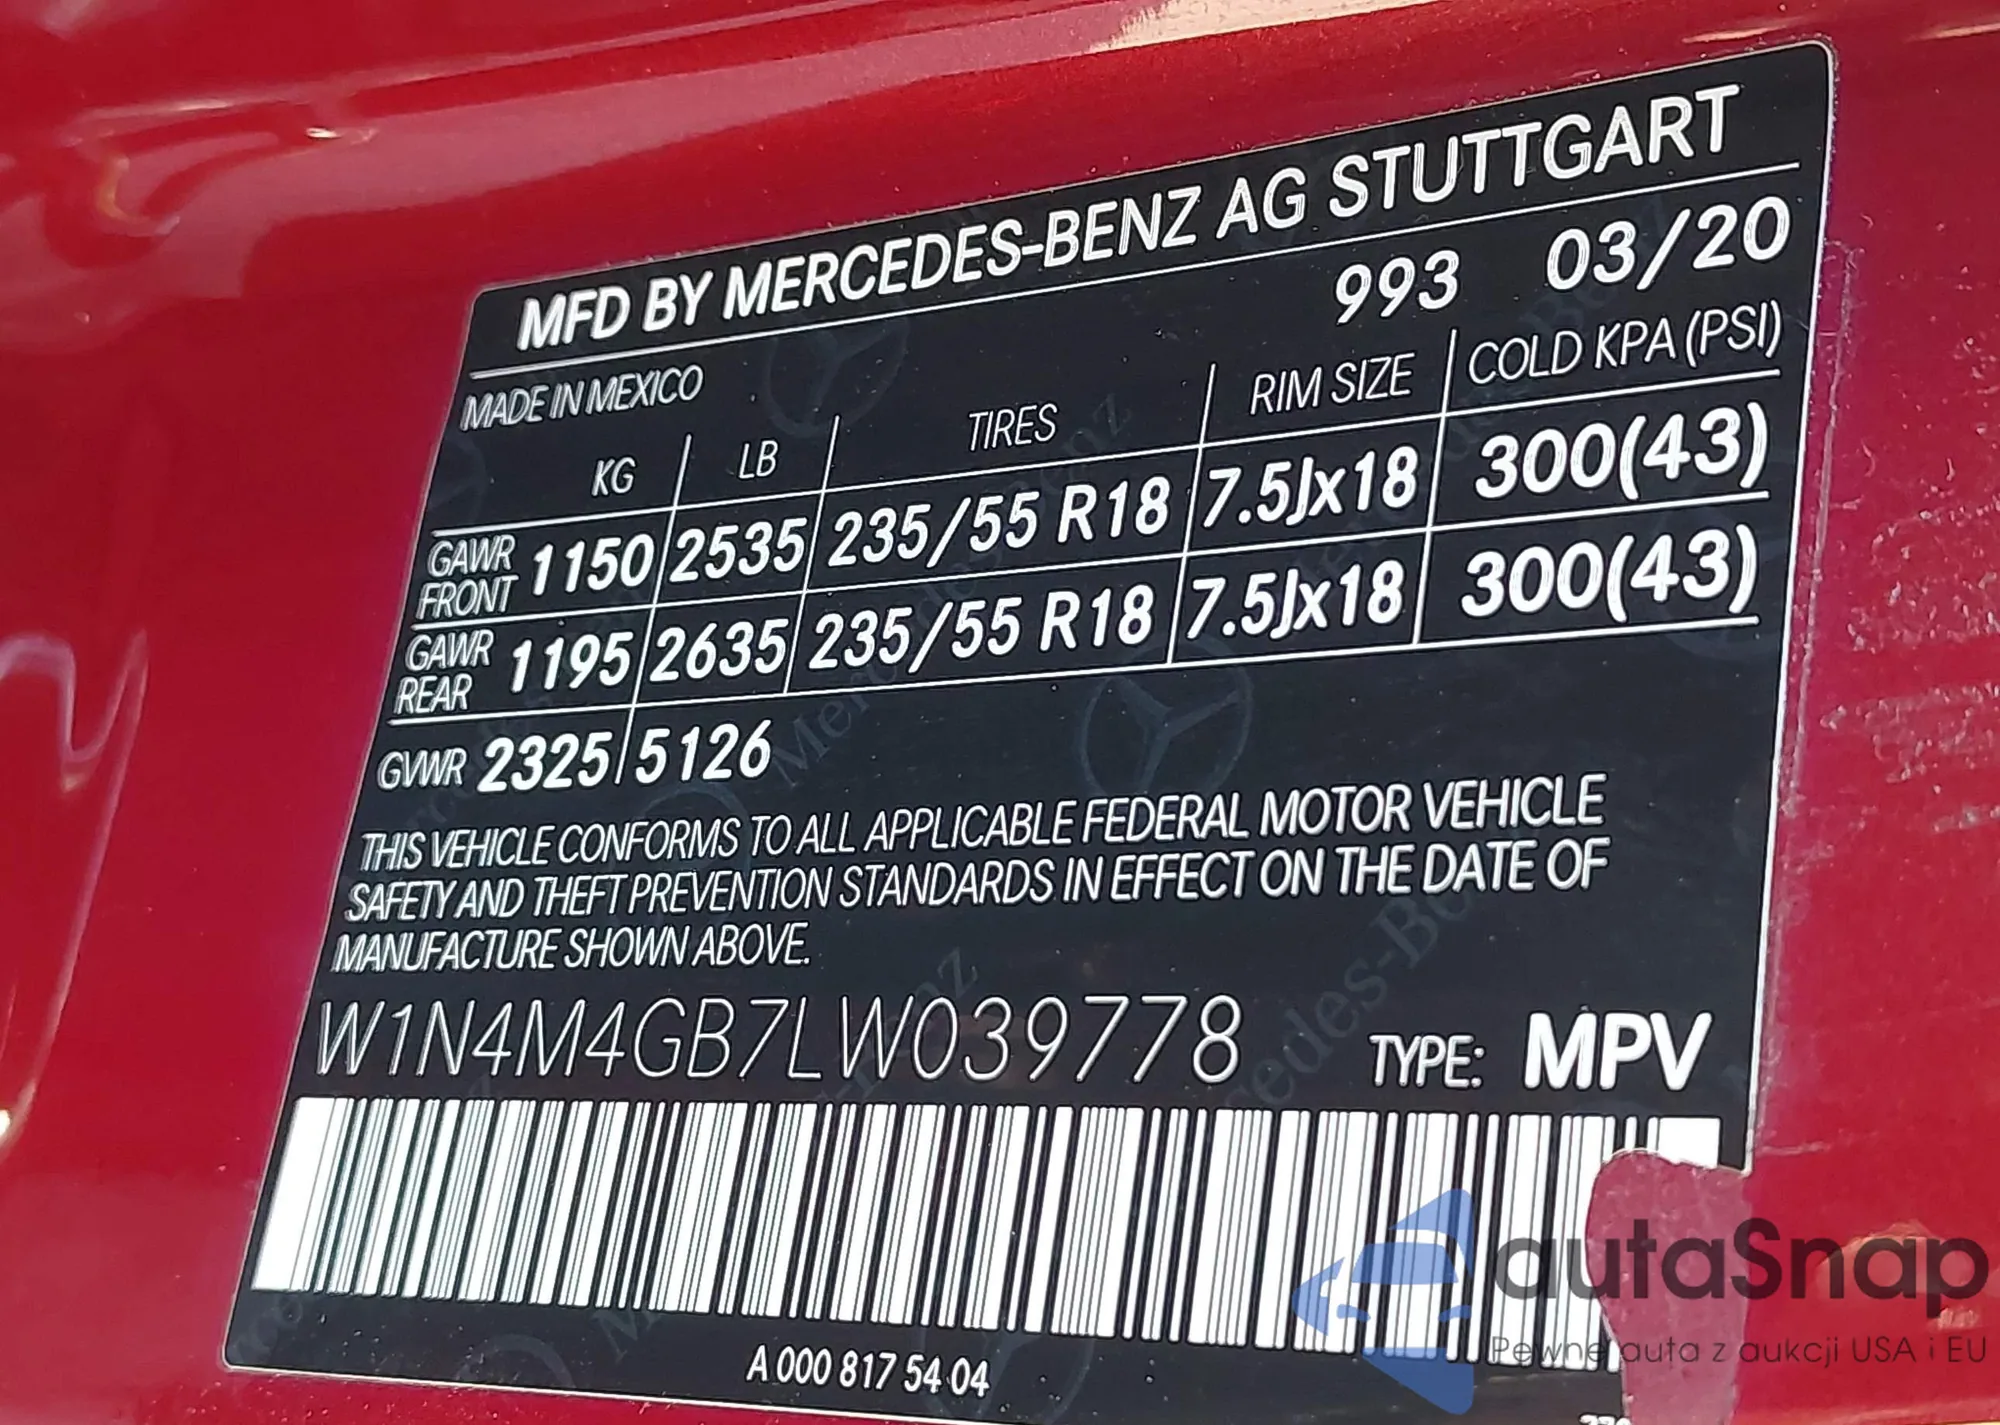 MFD BY MERCEDES-BENZ AG STUTTGART
MADE IN MEXICO 993 03/20
KG LB TIRES RIM SIZE COLD KPA (PSI)
GAWR FRONT 1150 2535 235/55 R18 7.5Jx18 300(43)
GAWR REAR 1195 2635 235/55 R18 7.5Jx18 300(43)
GVWR 2325 5126
THIS VEHICLE CONFORMS TO ALL APPLICABLE FEDERAL MOTOR VEHICLE
SAFETY AND THEFT PREVENTION STANDARDS IN EFFECT ON THE DATE OF
MANUFACTURE SHOWN ABOVE.
W1N4M4GB7LW039778 TYPE: MPV
A 000 817 54 04
autaSnap
Pewne auta z aukcji USA i EU